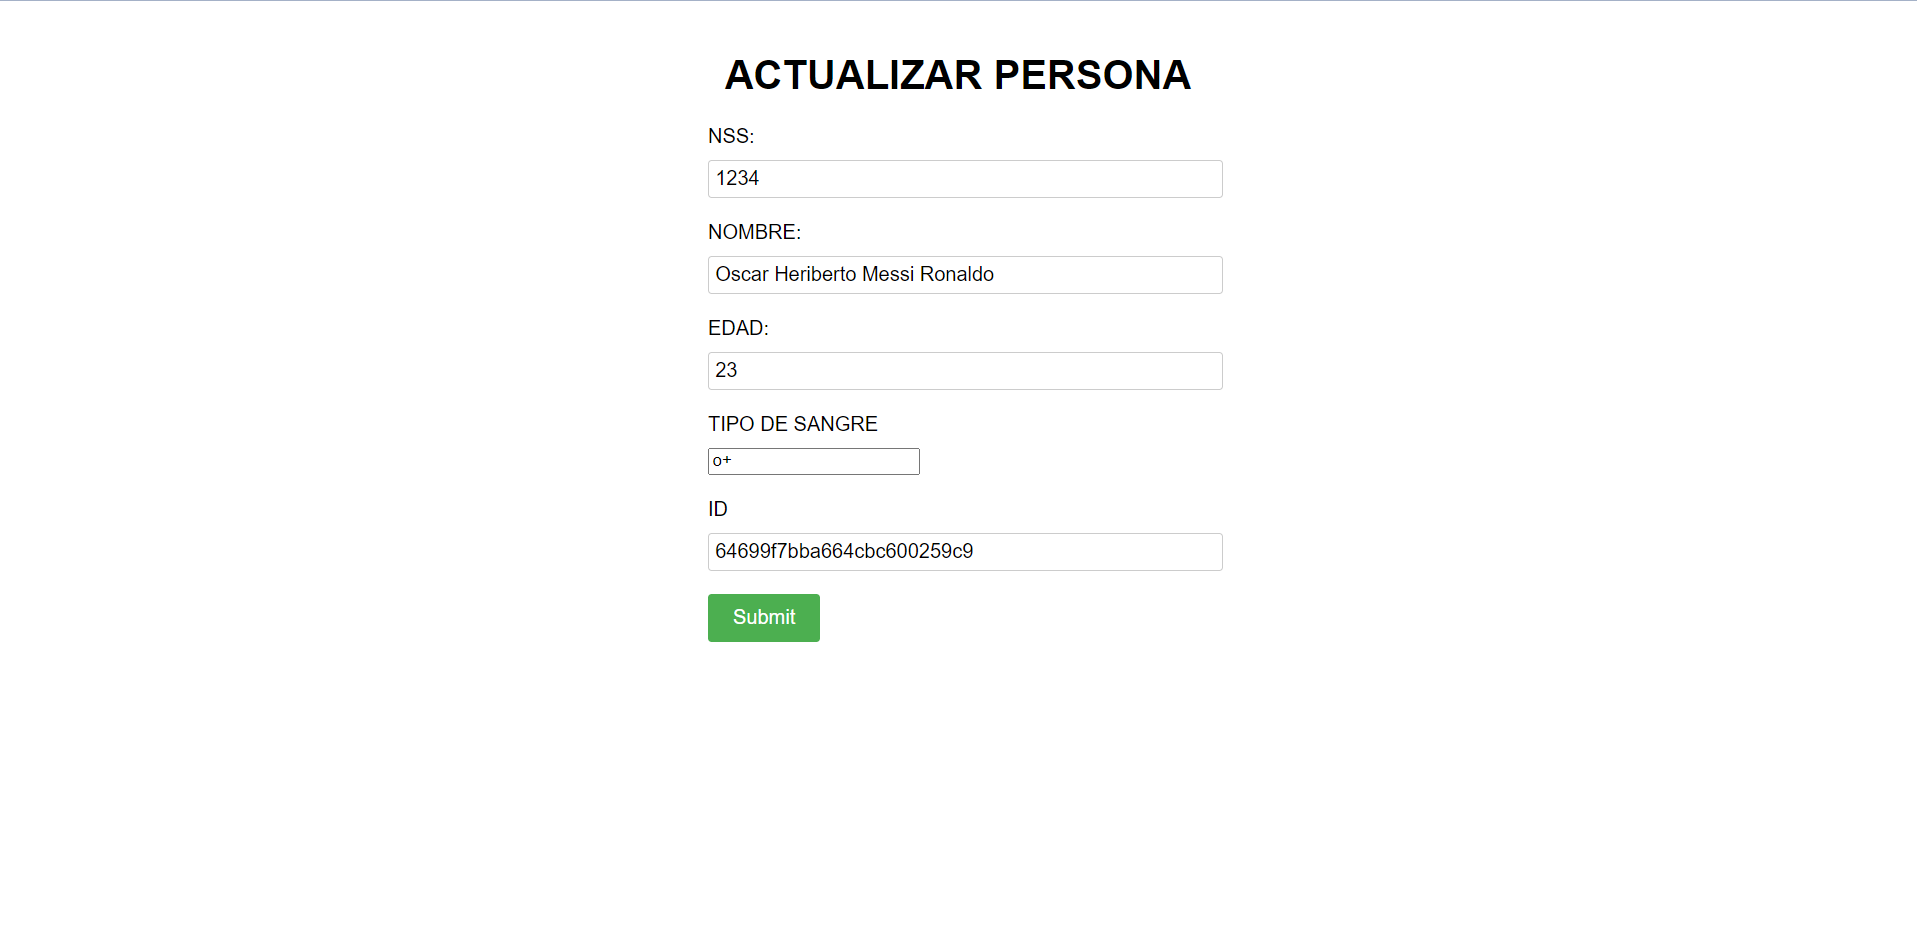 ACTUALIZAR PERSONA
NSS:
1234
NOMBRE:
Oscar Heriberto Messi Ronaldo
EDAD:
23
TIPO DE SANGRE
o+
ID
64699f7bba664cbc600259c9
Submit